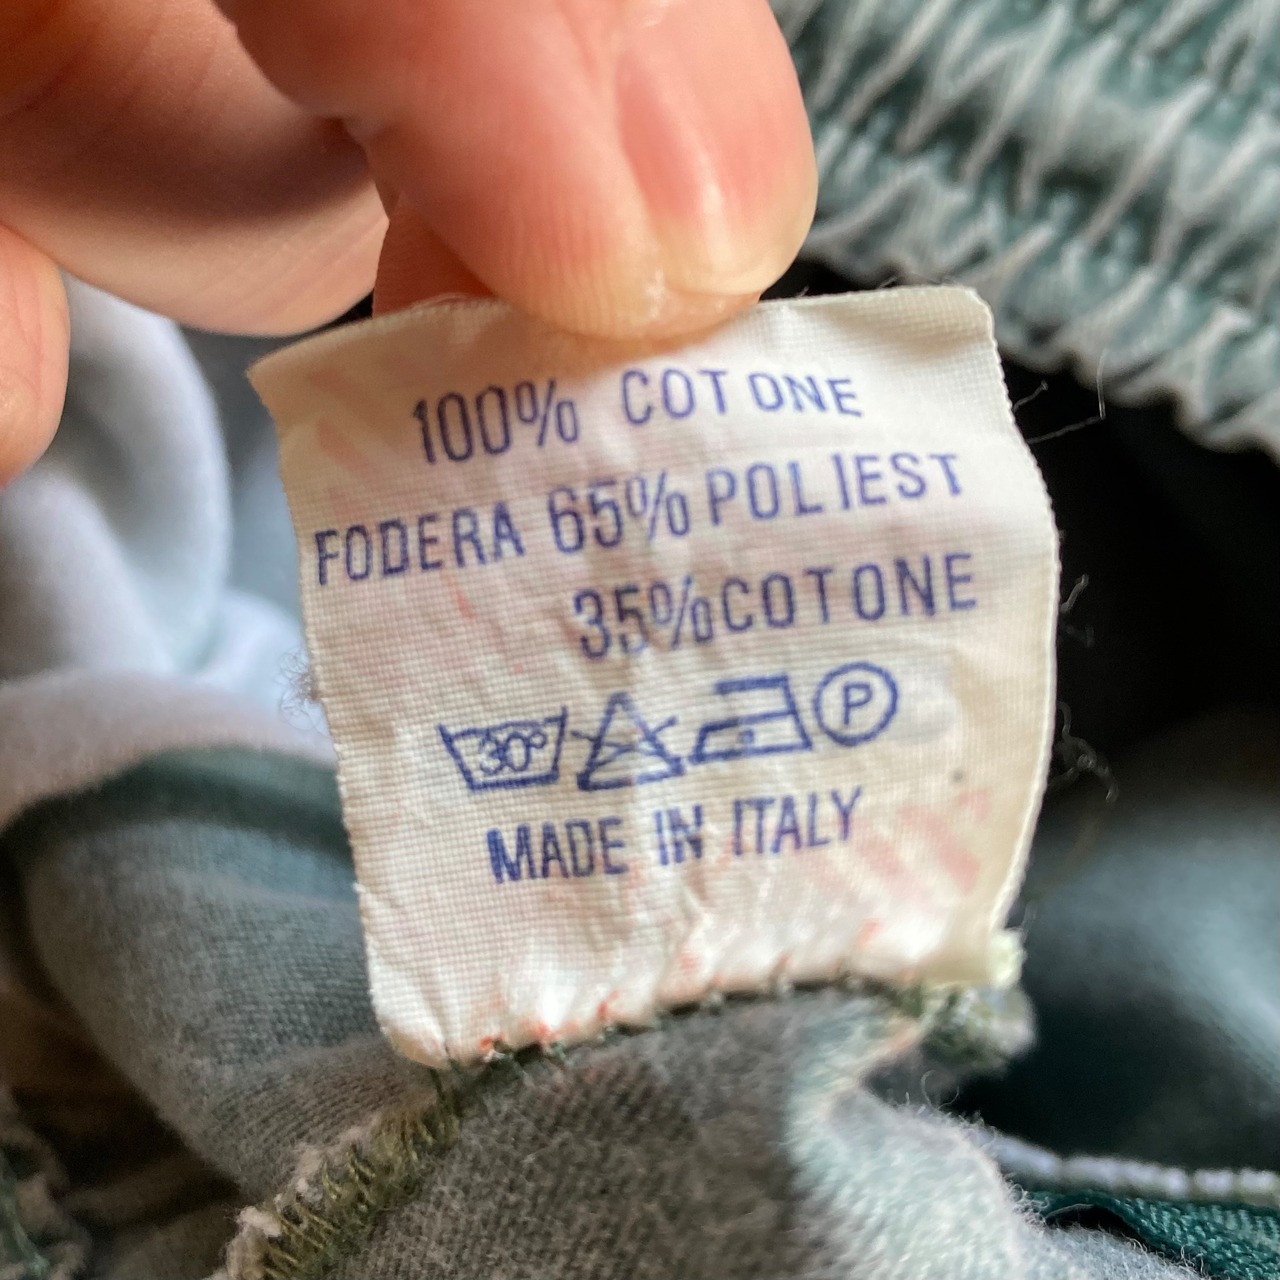 100% COTONE
FODERA 65% POLIEST
35% COTONE
30° P
MADE IN ITALY